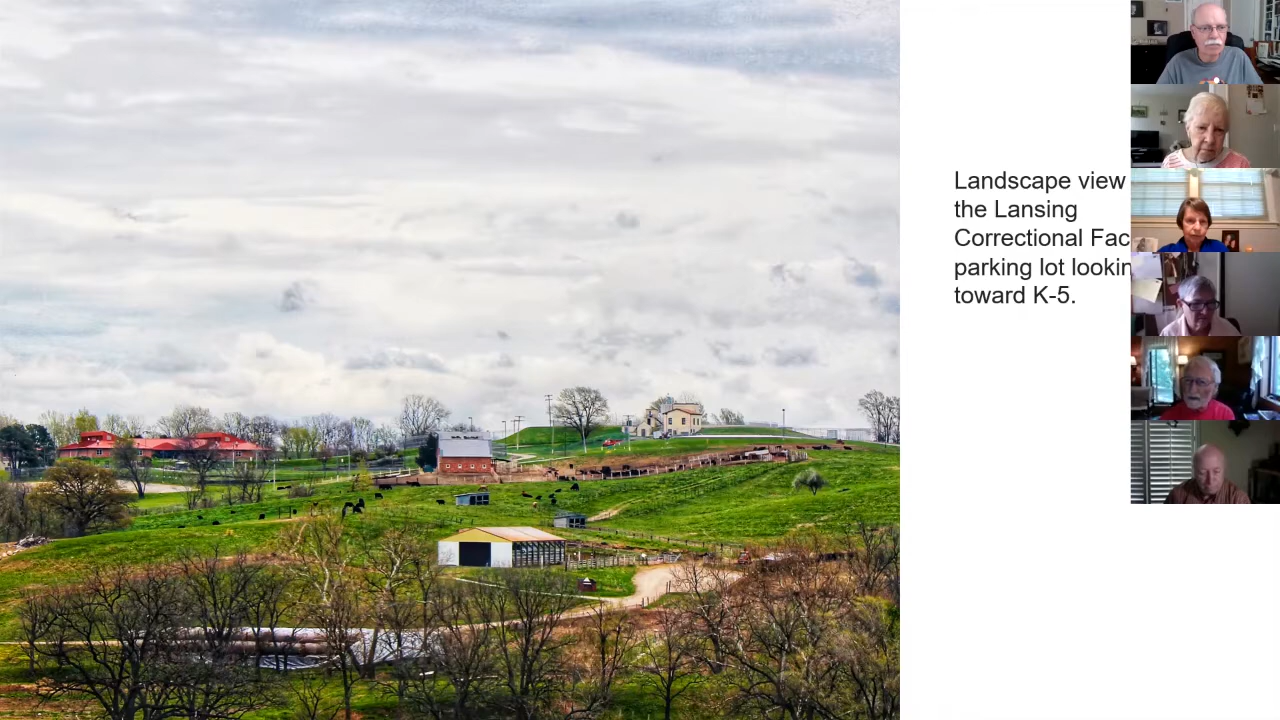 Landscape view
the Lansing
Correctional Fac
parking lot lookin
toward K-5.